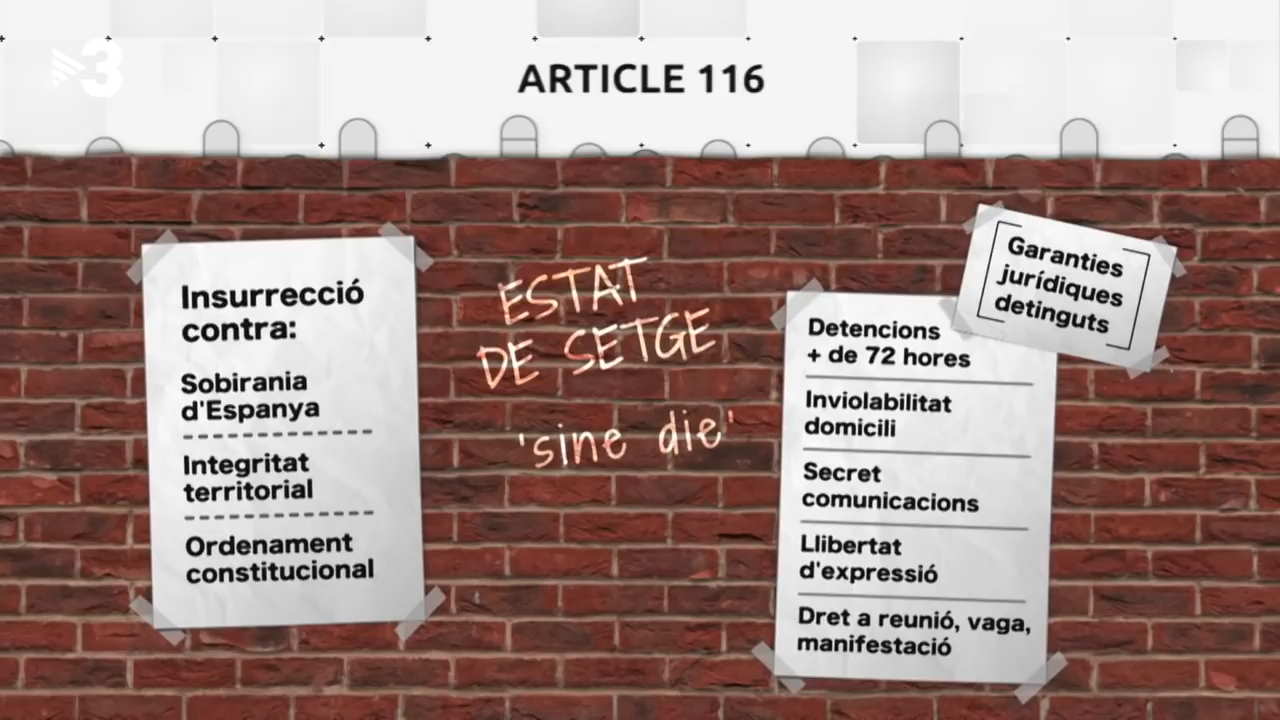 3
ARTICLE 116
Insurrecció
contra:
Sobirania
d'Espanya
Integritat
territorial
Ordenament
constitucional
ESTAT
DE SETGE
'sine die'
Garanties
jurídiques
detinguts
Detencions
+ de 72 hores
Inviolabilitat
domicili
Secret
comunicacions
Llibertat
d'expressió
Dret a reunió, vaga,
manifestació